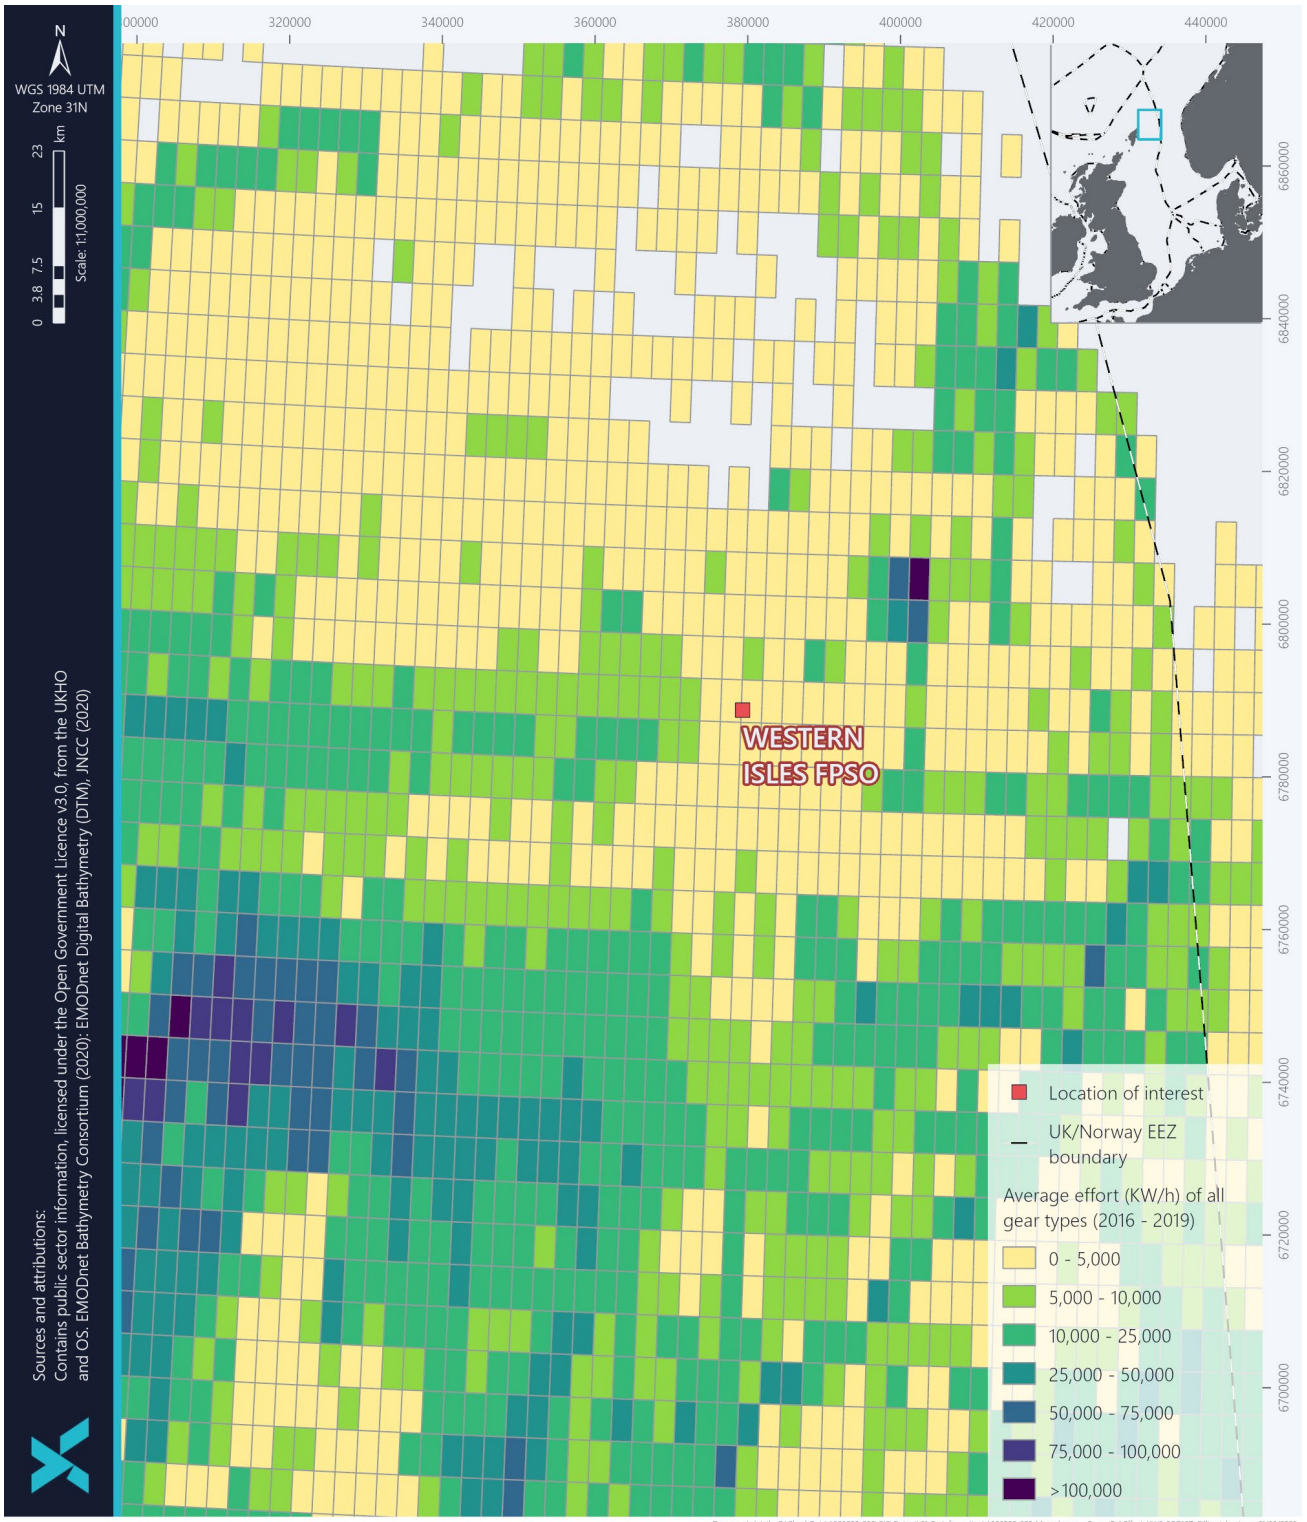 300000 320000 340000 360000 380000 400000 420000 440000
N
WGS 1984 UTM
Zone 31N
0 3.8 7.5 15 23 km
Scale: 1:1,000,000
Sources and attributions:
Contains public sector information, licensed under the Open Government Licence v3.0, from the UKHO
and OS. EMODnet Bathymetry Consortium (2020): EMODnet Digital Bathymetry (DTM), JNCC (2020)
6860000
6840000
6820000
6800000
6780000
6760000
6740000
6720000
6700000
WESTERN
ISLES FPSO
Location of interest
UK/Norway EEZ
boundary
Average effort (KW/h) of all
gear types (2016 - 2019)
0 - 5,000
5,000 - 10,000
10,000 - 25,000
25,000 - 50,000
50,000 - 75,000
75,000 - 100,000
>100,000